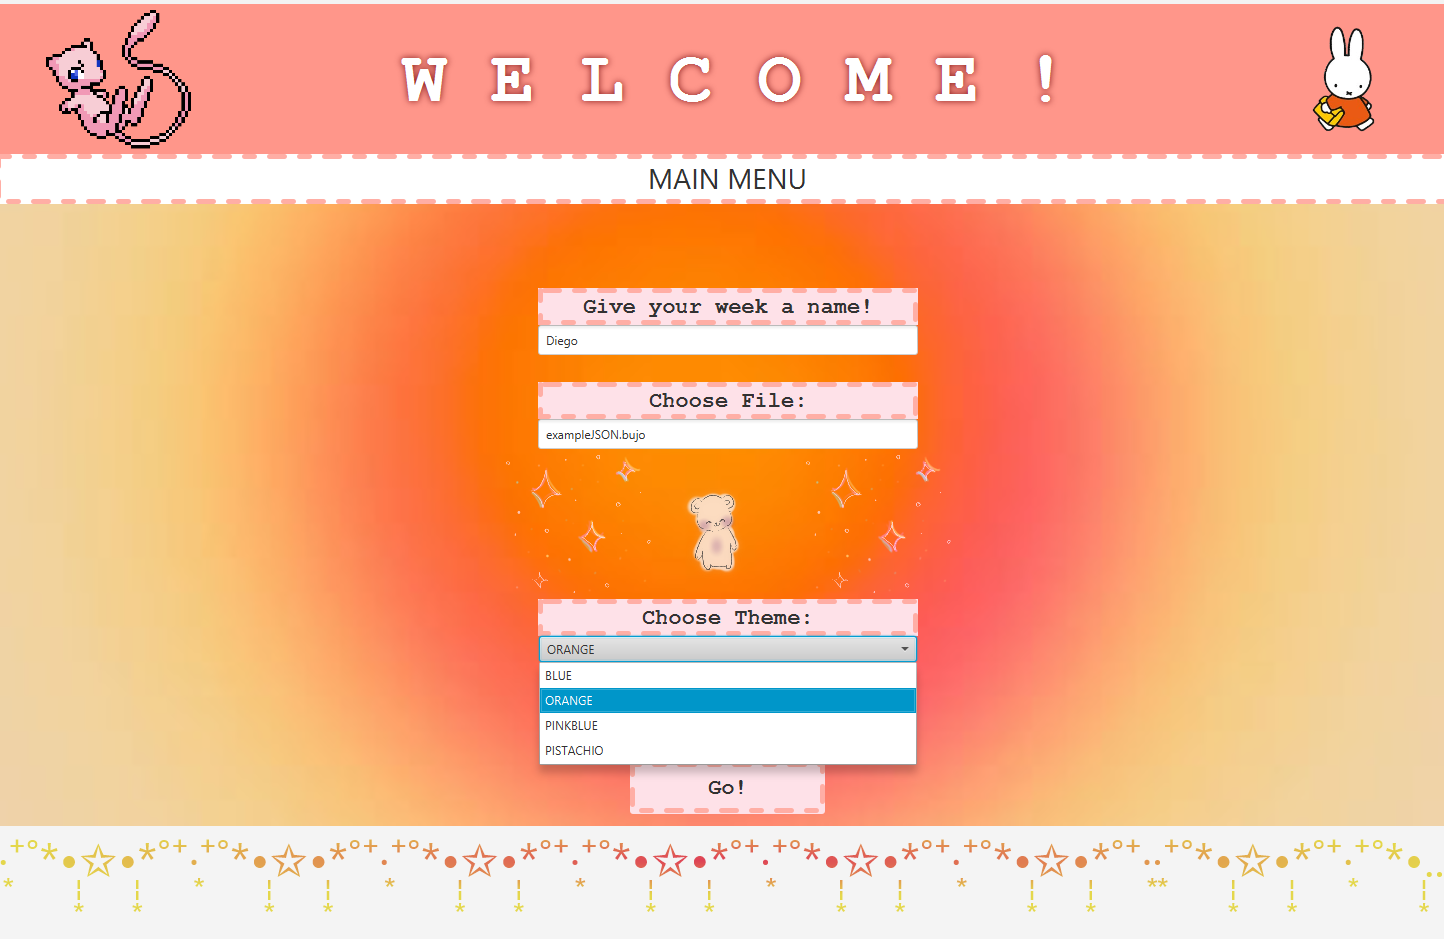 W E L C O M E !
MAIN MENU
Give your week a name!
Diego
Choose File:
exampleJSON.bujo
Choose Theme:
ORANGE
BLUE
ORANGE
PINKBLUE
PISTACHIO
Go!